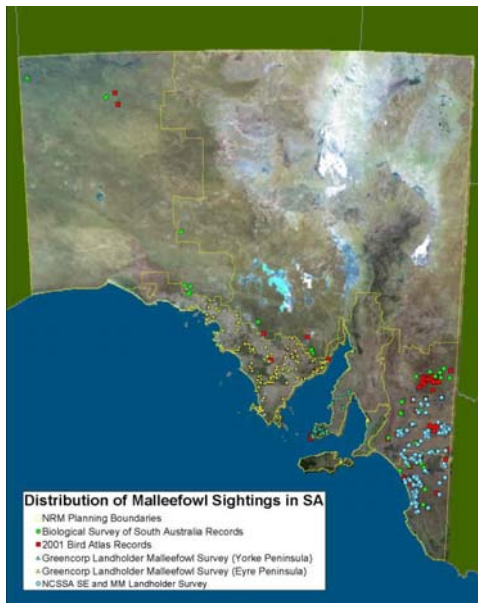 Distribution of Malleefowl Sightings in SA
NRM Planning Boundaries
Biological Survey of South Australia Records
2001 Bird Atlas Records
Greencorp Landholder Malleefowl Survey (Yorke Peninsula)
Greencorp Landholder Malleefowl Survey (Eyre Peninsula)
NCSSA SE and MM Landholder Survey